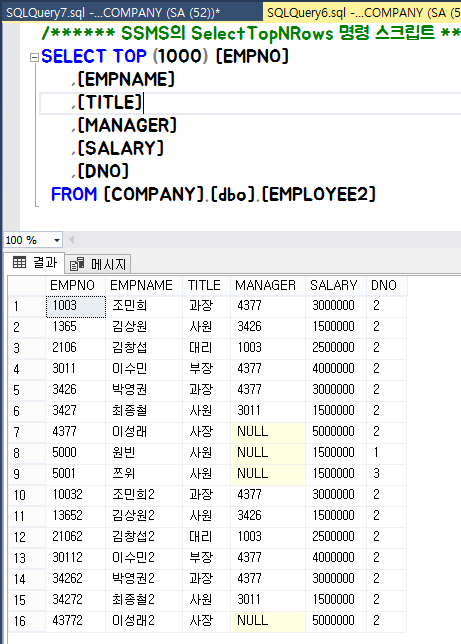 SQLQuery7.sql -...COMPANY (SA (52))* SQLQuery6.sql -...COMPANY (SA (5
/****** SSMS의 SelectTopNRows 명령 스크립트 **
SELECT TOP (1000) [EMPNO]
,[EMPNAME]
,[TITLE]
,[MANAGER]
,[SALARY]
,[DNO]
FROM [COMPANY].[dbo].[EMPLOYEE2]
100 %
결과 메시지
EMPNO EMPNAME TITLE MANAGER SALARY DNO
1 1003 조민희 과장 4377 3000000 2
2 1365 김상원 사원 3426 1500000 2
3 2106 김창섭 대리 1003 2500000 2
4 3011 이수민 부장 4377 4000000 2
5 3426 박영권 과장 4377 3000000 2
6 3427 최종철 사원 3011 1500000 2
7 4377 이성래 사장 NULL 5000000 2
8 5000 원빈 사원 NULL 1500000 1
9 5001 쯔위 사원 NULL 1500000 3
10 10032 조민희2 과장 4377 3000000 2
11 13652 김상원2 사원 3426 1500000 2
12 21062 김창섭2 대리 1003 2500000 2
13 30112 이수민2 부장 4377 4000000 2
14 34262 박영권2 과장 4377 3000000 2
15 34272 최종철2 사원 3011 1500000 2
16 43772 이성래2 사장 NULL 5000000 2